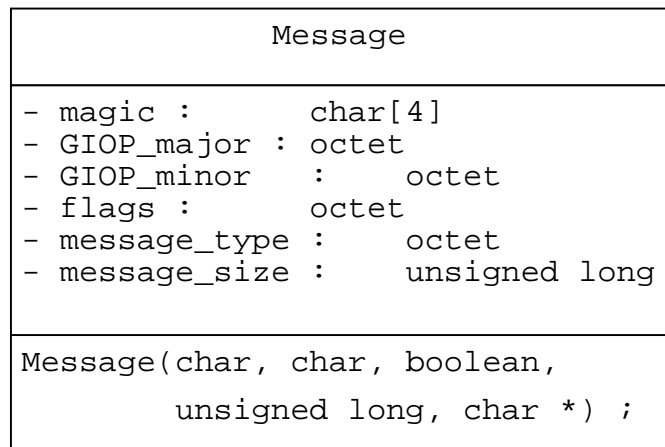 Message
- magic : char[4]
- GIOP_major : octet
- GIOP_minor : octet
- flags : octet
- message_type : octet
- message_size : unsigned long
Message(char, char, boolean,
unsigned long, char *) ;